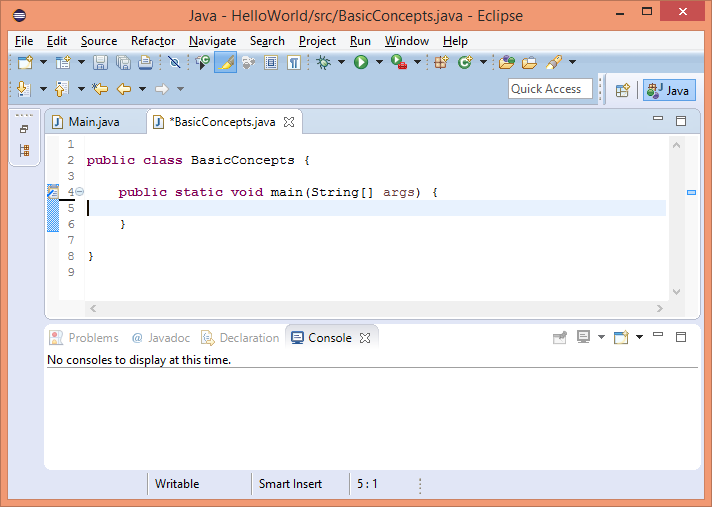 Java - HelloWorld/src/BasicConcepts.java - Eclipse
File Edit Source Refactor Navigate Search Project Run Window Help
Quick Access
Java
Main.java *BasicConcepts.java
1
2 public class BasicConcepts {
3
4 public static void main(String[] args) {
5
6 }
7
8 }
9
Problems @ Javadoc Declaration Console
No consoles to display at this time.
Writable Smart Insert 5 : 1